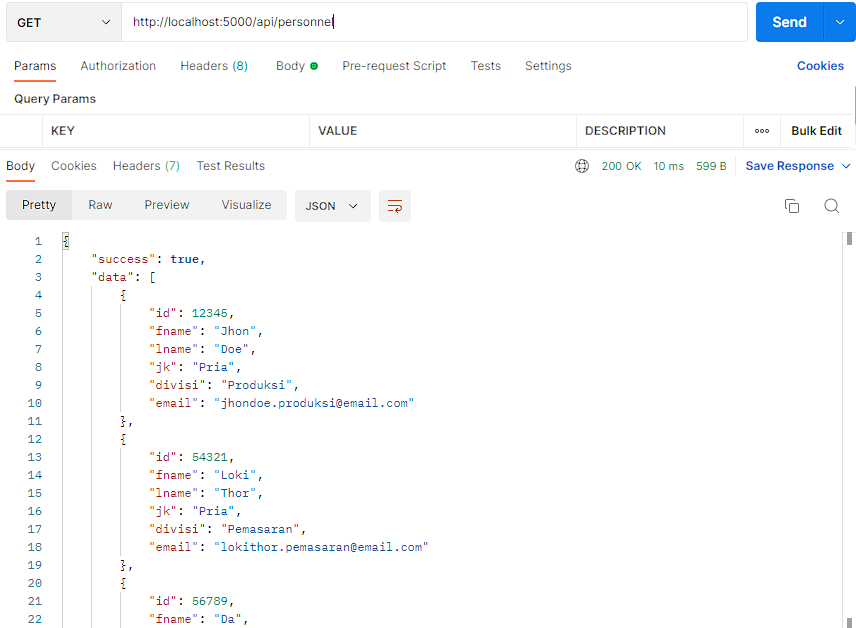 GET http://localhost:5000/api/personnel Send
Params Authorization Headers (8) Body Pre-request Script Tests Settings Cookies
Query Params
KEY VALUE DESCRIPTION ooo Bulk Edit
Body Cookies Headers (7) Test Results 200 OK 10 ms 599 B Save Response
Pretty Raw Preview Visualize JSON
1 {
2 "success": true,
3 "data": [
4 {
5 "id": 12345,
6 "fname": "Jhon",
7 "lname": "Doe",
8 "jk": "Pria",
9 "divisi": "Produksi",
10 "email": "jhondoe.produksi@email.com"
11 },
12 {
13 "id": 54321,
14 "fname": "Loki",
15 "lname": "Thor",
16 "jk": "Pria",
17 "divisi": "Pemasaran",
18 "email": "lokithor.pemasaran@email.com"
19 },
20 {
21 "id": 56789,
22 "fname": "Da",